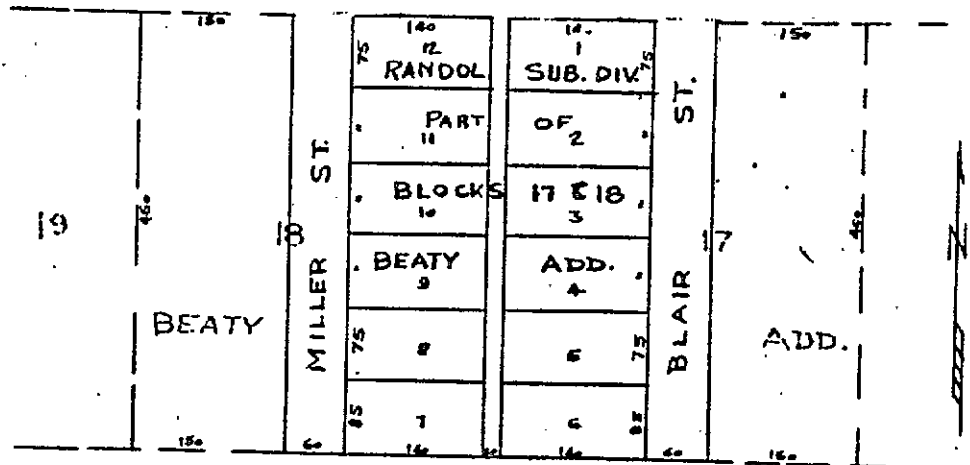 150 140 140 150
75 12 1 75
RANDOL SUB. DIV.
PART OF
11 2
BLOCKS 17 & 18
10 3
19 450 18 17 450
BEATY ADD.
9 4
MILLER ST. BLAIR ST.
BEATY ADD.
75 8 5 75
85 7 6 85
150 60 140 140 60 150
N